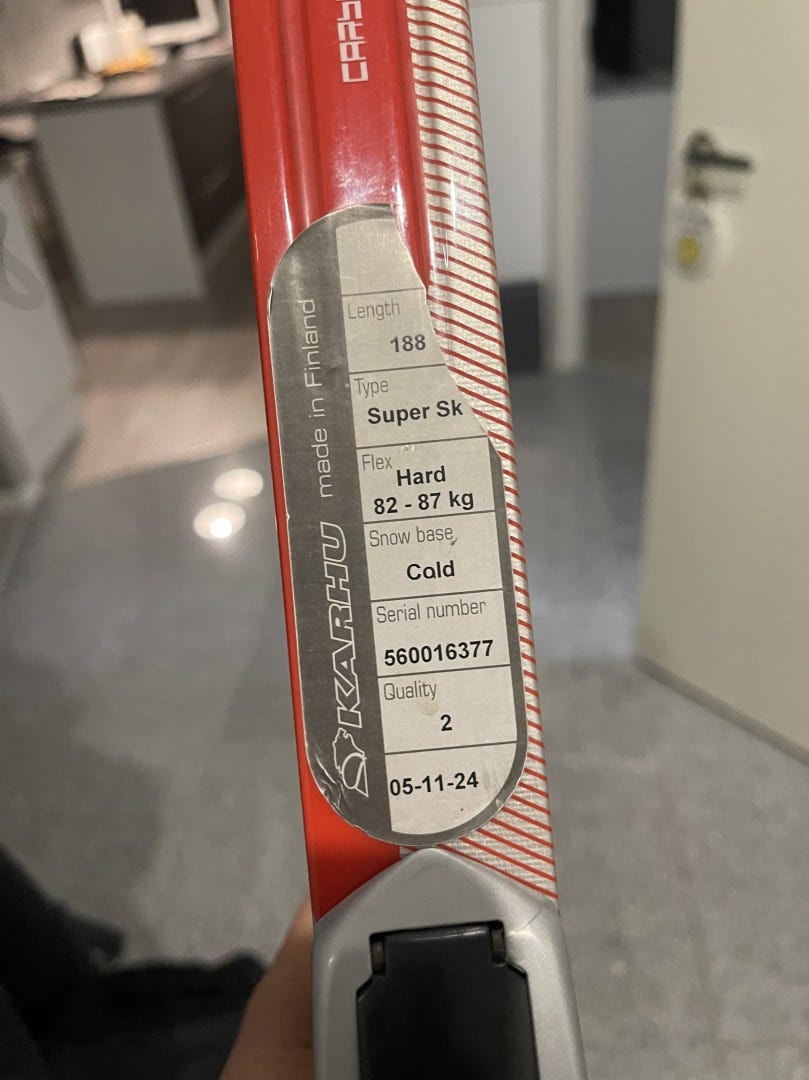 Length
188
Type
Super Sk
Flex
Hard
82 - 87 kg
Snow base
Cold
Serial number
560016377
Quality
2
05-11-24
KARHU made in Finland